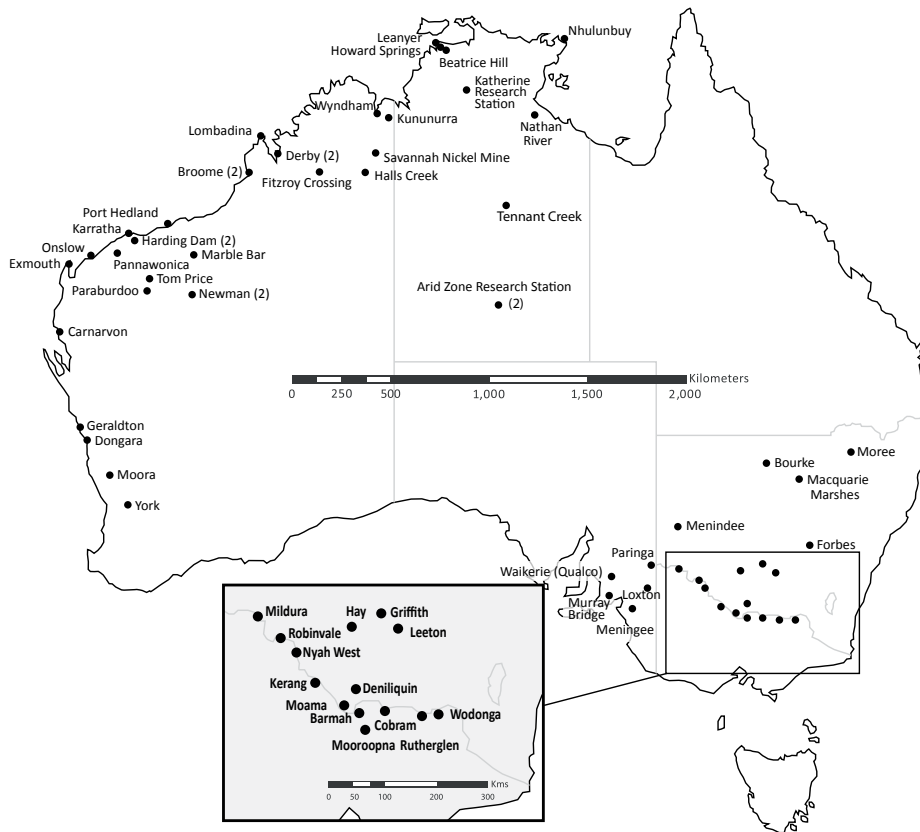 Nhulunbuy
Leanyer
Howard Springs
Beatrice Hill
Katherine
Research
Station
Wyndham
Kununurra
Nathan
River
Lombadina
Derby (2)
Savannah Nickel Mine
Broome (2)
Fitzroy Crossing
Halls Creek
Port Hedland
Karratha
Tennant Creek
Harding Dam (2)
Onslow
Marble Bar
Exmouth
Pannawonica
Tom Price
Arid Zone Research Station
(2)
Paraburdoo
Newman (2)
Carnarvon
Kilometers
0 250 500 1,000 1,500 2,000
Geraldton
Dongara
Moree
Bourke
Moora
Macquarie
Marshes
York
Menindee
Forbes
Paringa
Waikerie (Qualco)
Loxton
Murray
Bridge
Meningee
Mildura
Hay
Griffith
Robinvale
Leeton
Nyah West
Kerang
Deniliquin
Moama
Barmah
Cobram
Wodonga
Mooroopna Rutherglen
Kms
0 50 100 300